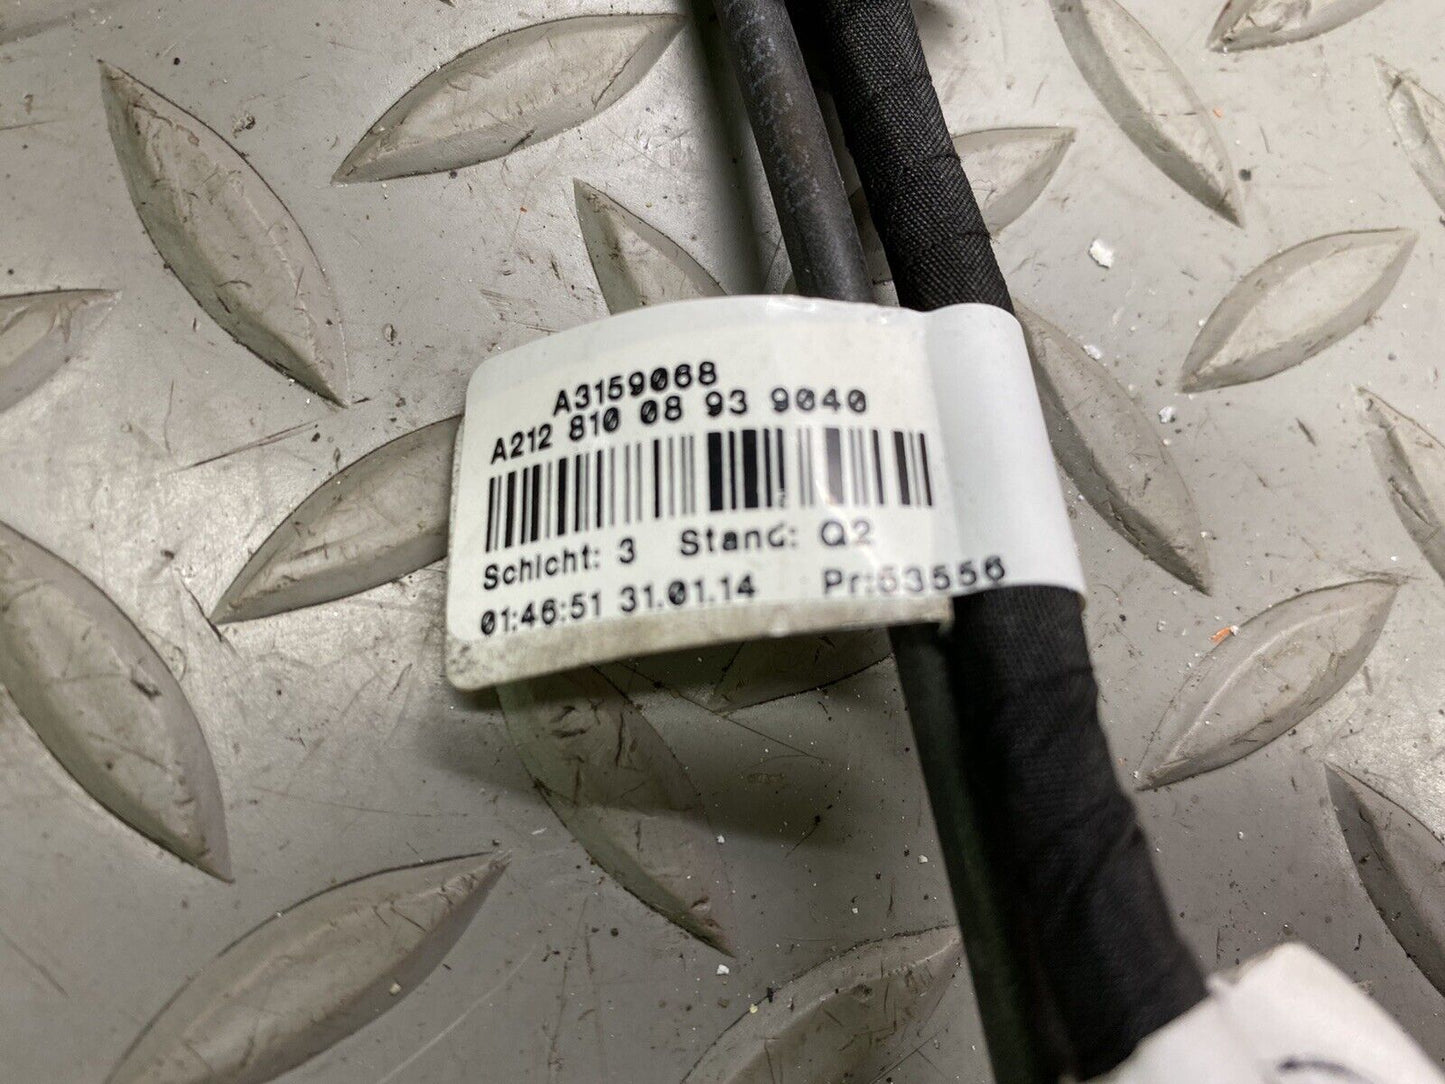 A3159068
A212 810 08 93 9040
Schicht: 3 Stand: Q2
01:46:51 31.01.14 Pr:53556